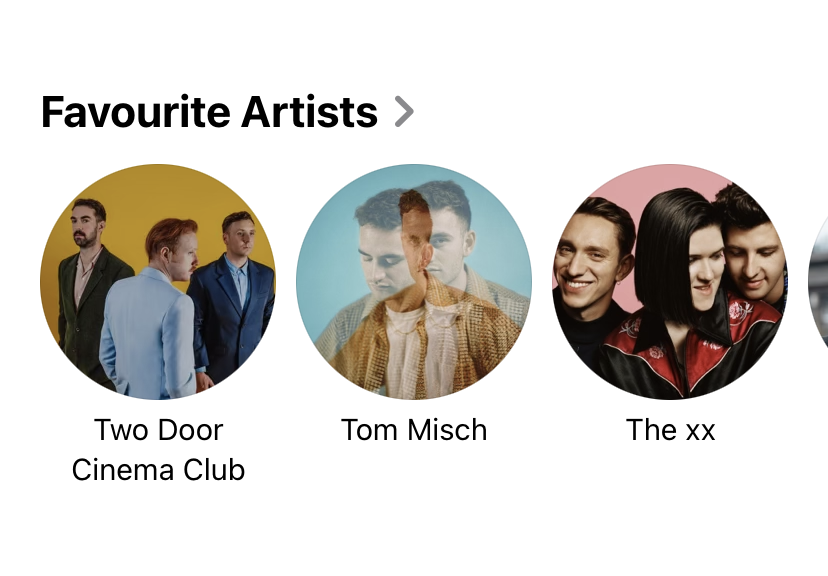 Favourite Artists
Two Door
Cinema Club
Tom Misch
The xx